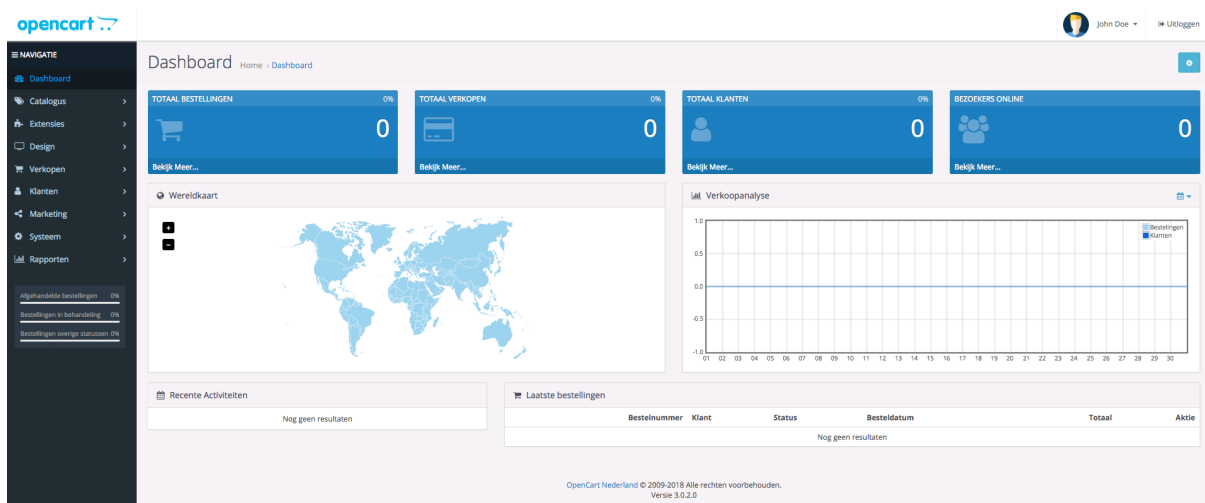 opencart
John Doe
Uitloggen
NAVIGATIE
Dashboard
Catalogus
Extensies
Design
Verkopen
Klanten
Marketing
Systeem
Rapporten
Afgehandelde bestellingen 0%
Bestellingen in behandeling 0%
Bestellingen overige statussen 0%
Dashboard Home › Dashboard
TOTAAL BESTELLINGEN 0%
0
Bekijk Meer...
TOTAAL VERKOPEN 0%
0
Bekijk Meer...
TOTAAL KLANTEN 0%
0
Bekijk Meer...
BEZOEKERS ONLINE
0
Bekijk Meer...
Wereldkaart
+
−
Verkoopanalyse
Bestellingen
Klanten
1.0
0.5
0.0
-0.5
-1.0
01 02 03 04 05 06 07 08 09 10 11 12 13 14 15 16 17 18 19 20 21 22 23 24 25 26 27 28 29 30
Recente Activiteiten
Nog geen resultaten
Laatste bestellingen
Bestelnummer Klant Status Besteldatum Totaal Aktie
Nog geen resultaten
OpenCart Nederland © 2009-2018 Alle rechten voorbehouden.
Versie 3.0.2.0